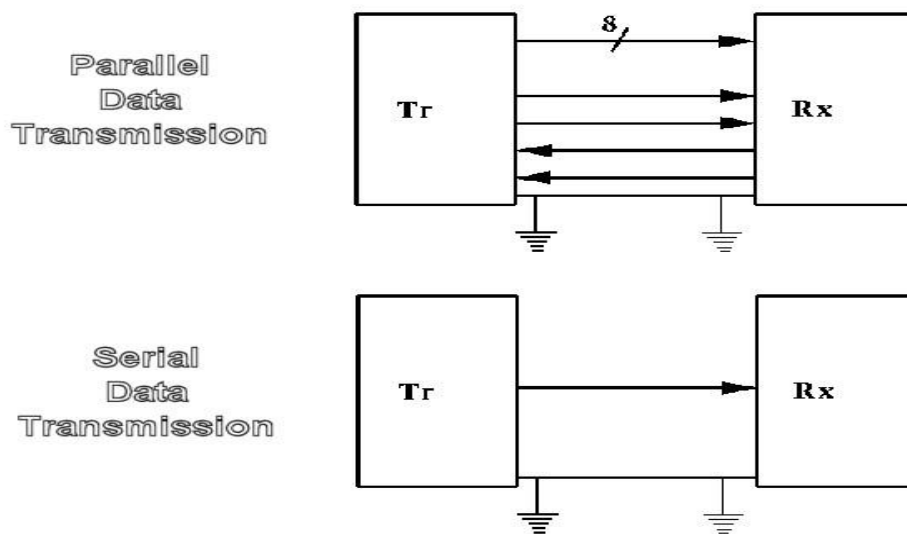 Parallel
Data
Transmission
8
Tr
Rx
Serial
Data
Transmission
Tr
Rx